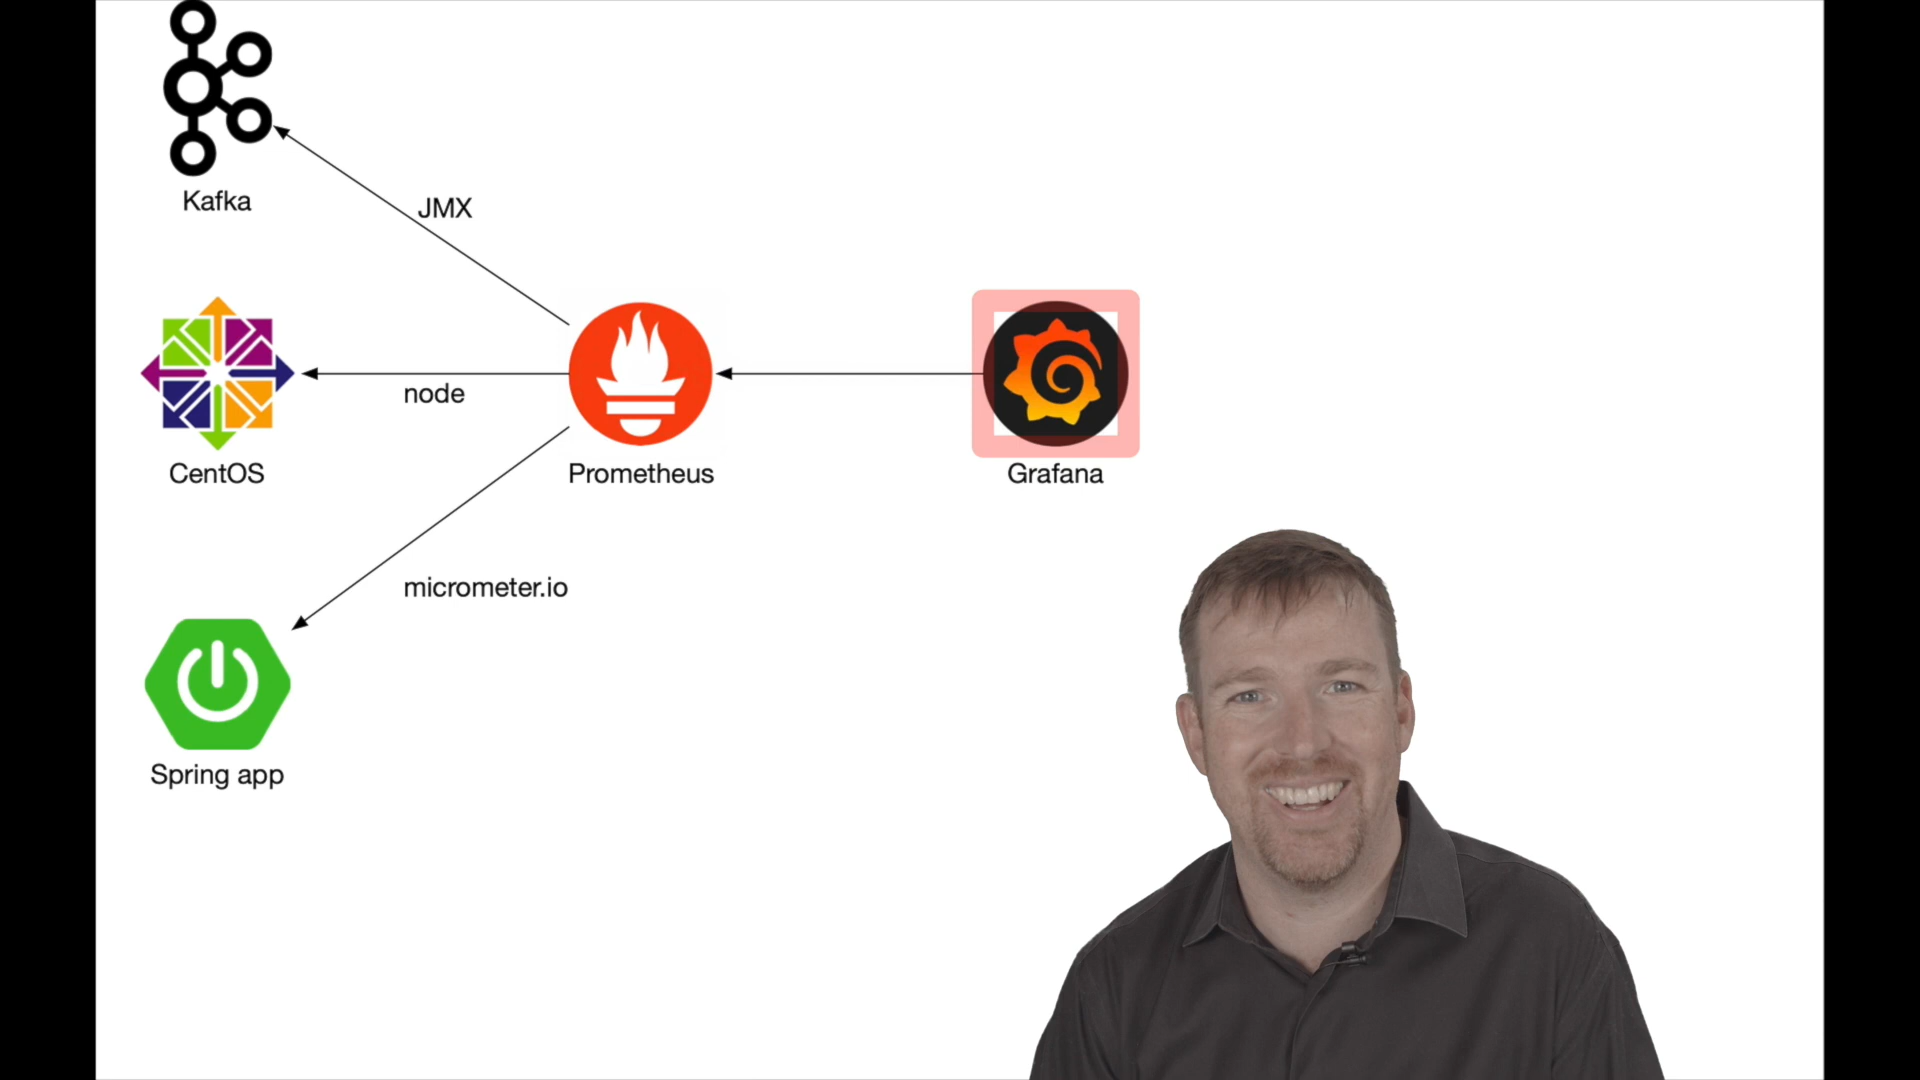 Kafka
JMX
node
CentOS
Prometheus
Grafana
micrometer.io
Spring app